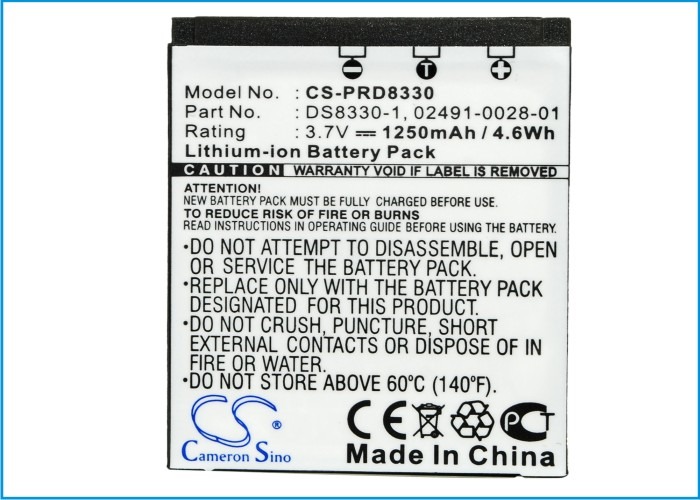 T
Model No. : CS-PRD8330
Part No. : DS8330-1, 02491-0028-01
Rating : 3.7V 1250mAh / 4.6Wh
Lithium-ion Battery Pack
CAUTION: WARRANTY VOID IF LABEL REMOVED
ATTENTION!
NEW BATTERY PACK MUST BE FULLY CHARGED BEFORE USE.
TO REDUCE RISK OF FIRE OR BURNS
READ INSTRUCTIONS IN OPERATING GUIDE BEFORE USING THE BATTERY.
•DO NOT ATTEMPT TO DISASSEMBLE, OPEN
OR SERVICE THE BATTERY PACK.
•REPLACE ONLY WITH THE BATTERY PACK
DESIGNATED FOR THIS PRODUCT.
•DO NOT CRUSH, PUNCTURE, SHORT
EXTERNAL CONTACTS OR DISPOSE OF
IN FIRE OR WATER.
•DO NOT STORE ABOVE 60°C (140°F).
CS
Cameron Sino
CE
PCT
Made in China